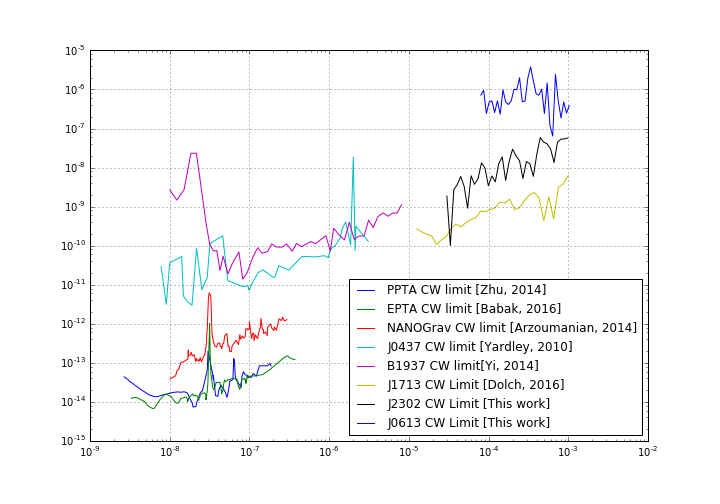 10^-5
10^-6
10^-7
10^-8
10^-9
10^-10
10^-11
10^-12
10^-13
10^-14
10^-15
PPTA CW limit [Zhu, 2014]
EPTA CW limit [Babak, 2016]
NANOGrav CW limit [Arzoumanian, 2014]
J0437 CW limit [Yardley, 2010]
B1937 CW limit[Yi, 2014]
J1713 CW Limit [Dolch, 2016]
J2302 CW Limit [This work]
J0613 CW Limit [This work]
10^-9 10^-8 10^-7 10^-6 10^-5 10^-4 10^-3 10^-2